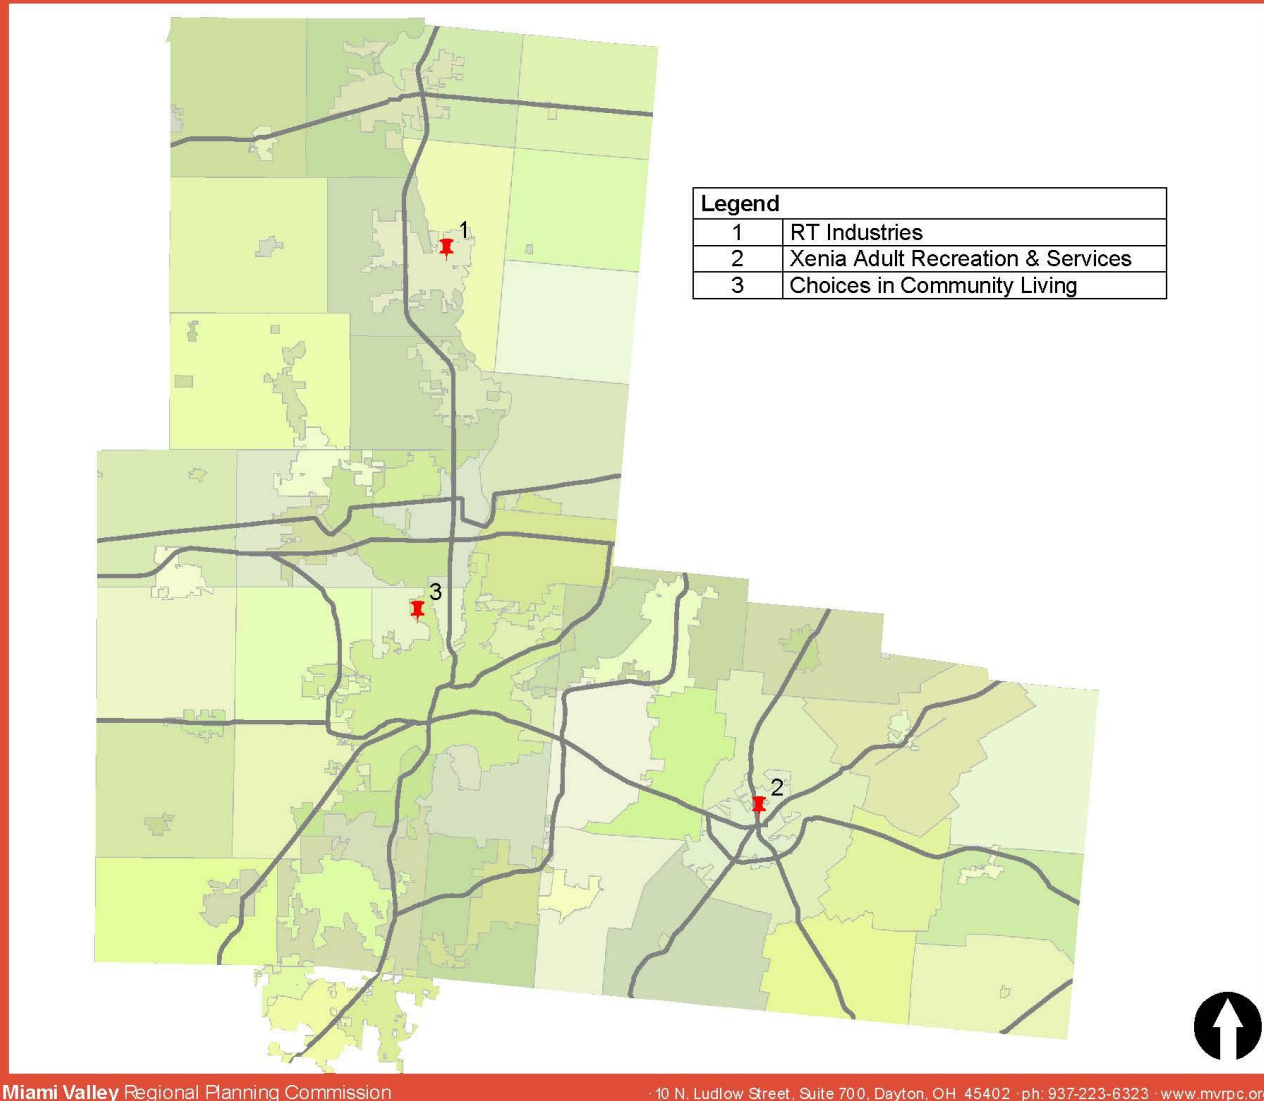 1
Legend
1 RT Industries
2 Xenia Adult Recreation & Services
3 Choices in Community Living
3
2
Miami Valley Regional Planning Commission
· 10 N. Ludlow Street, Suite 700, Dayton, OH 45402 · ph: 937-223-6323 · www.mvrpc.org